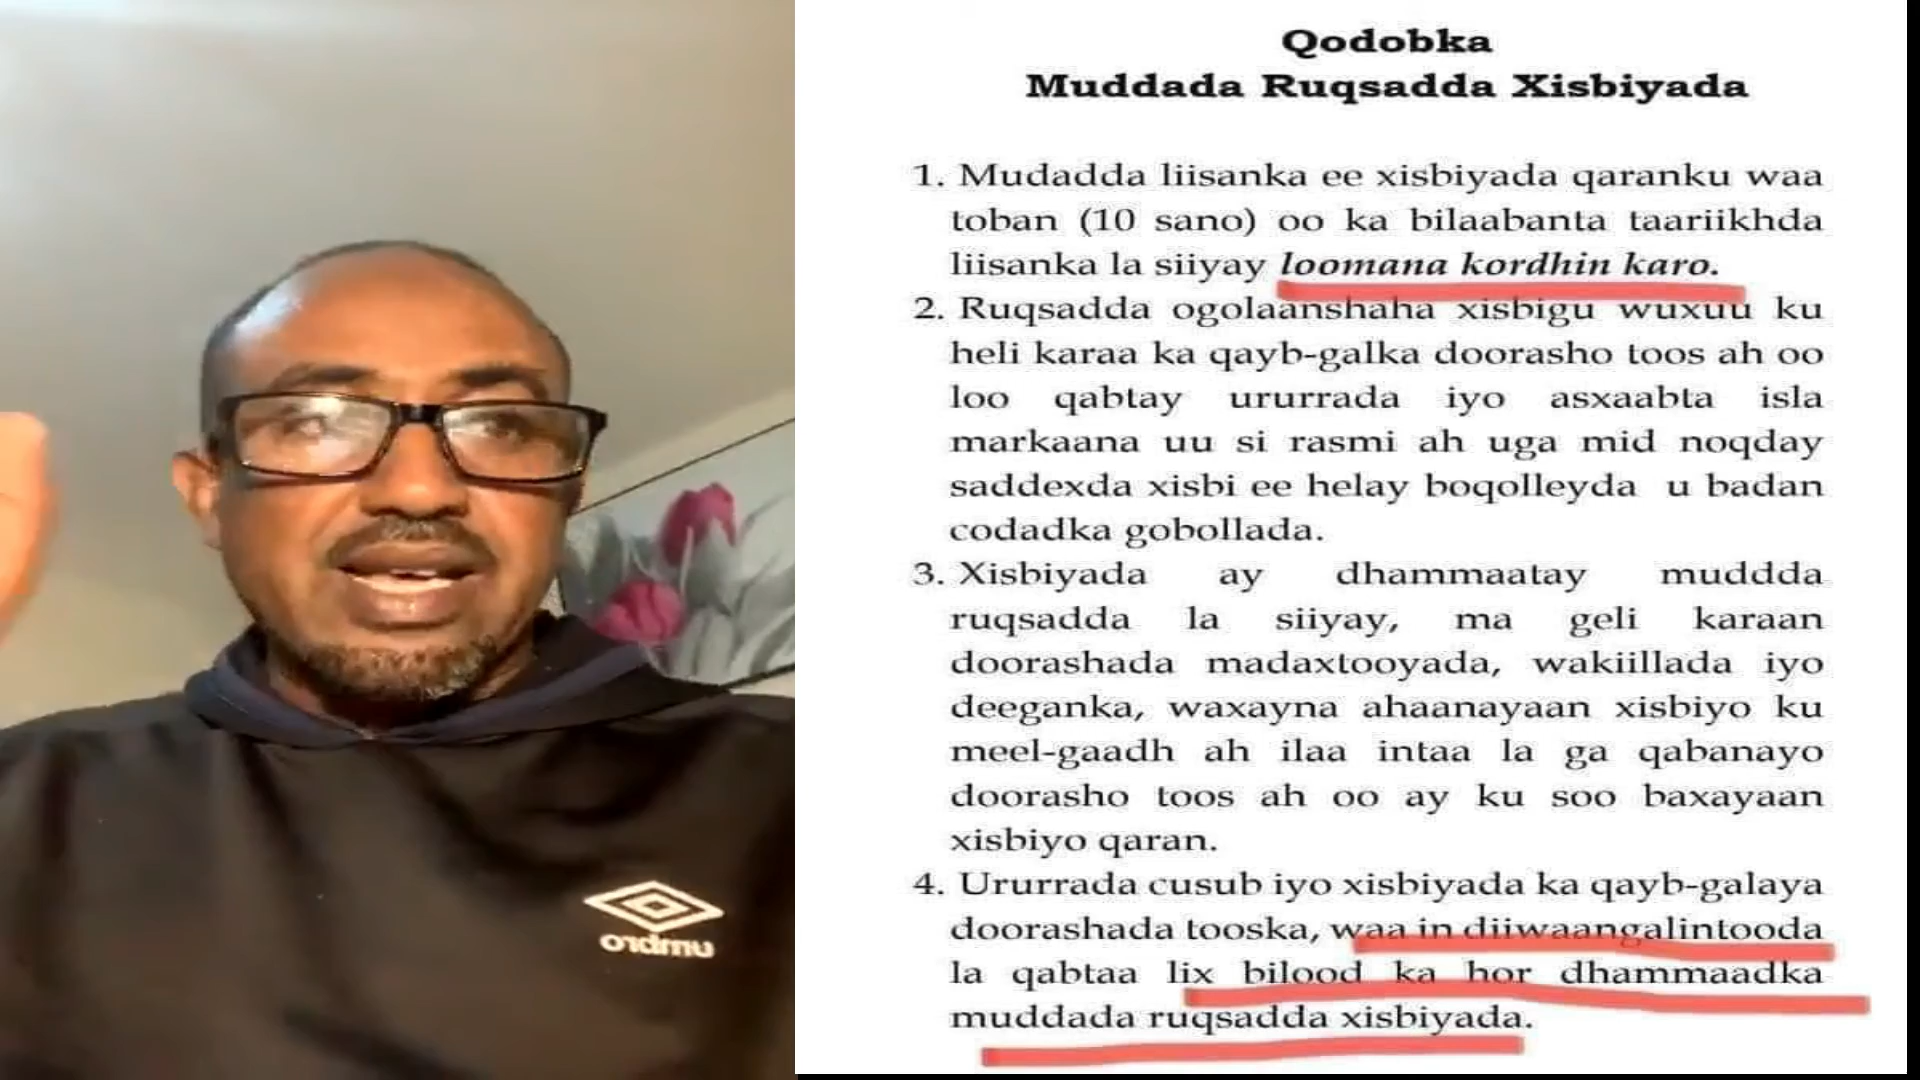 Qodobka
Muddada Ruqsadda Xisbiyada
1. Mudadda liisanka ee xisbiyada qaranku waa
toban (10 sano) oo ka bilaabanta taariikhda
liisanka la siiyay loomana kordhin karo.
2. Ruqsadda ogolaanshaha xisbigu wuxuu ku
heli karaa ka qayb-galka doorasho toos ah oo
loo qabtay ururrada iyo asxaabta isla
markaana uu si rasmi ah uga mid noqday
saddexda xisbi ee helay boqolleyda u badan
codadka gobollada.
3. Xisbiyada ay dhammaatay muddda
ruqsadda la siiyay, ma geli karaan
doorashada madaxtooyada, wakiillada iyo
deeganka, waxayna ahaanayaan xisbiyo ku
meel-gaadh ah ilaa intaa la ga qabanayo
doorasho toos ah oo ay ku soo baxayaan
xisbiyo qaran.
4. Ururrada cusub iyo xisbiyada ka qayb-galaya
doorashada tooska, waa in diiwaangalintooda
la qabtaa lix bilood ka hor dhammaadka
muddada ruqsadda xisbiyada.
umbro